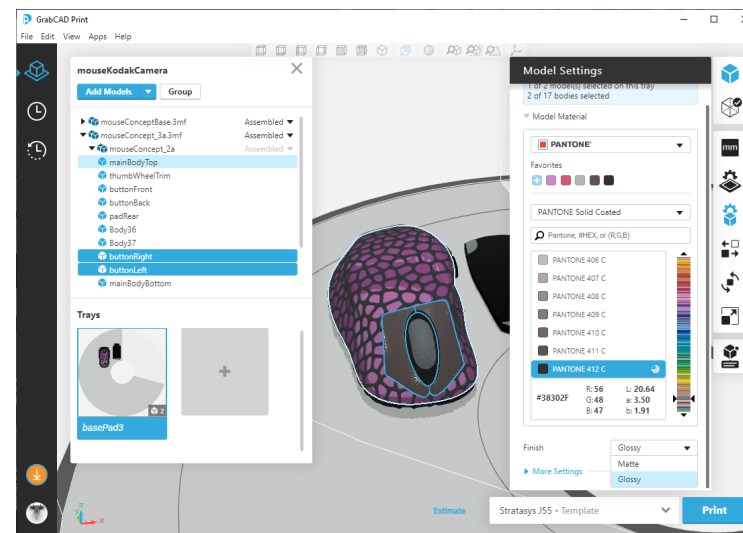 GrabCAD Print
File Edit View Apps Help
mouseKodakCamera
Add Models Group
mouseConceptBase.3mf Assembled
mouseConcept_3a.3mf Assembled
mouseConcept_2a Assembled
mainBodyTop
thumbWheelTrim
buttonFront
buttonBack
padRear
Body36
Body37
buttonRight
buttonLeft
mainBodyBottom
Trays
2
basePad3
Model Settings
1 of 2 model(s) selected on this tray
2 of 17 bodies selected
Model Material
PANTONE
Favorites
PANTONE Solid Coated
Pantone, #HEX, or (R,G,B)
PANTONE 406 C
PANTONE 407 C
PANTONE 408 C
PANTONE 409 C
PANTONE 410 C
PANTONE 411 C
PANTONE 412 C
#38302F
R: 56 L: 20.64
G: 48 a: 3.50
B: 47 b: 1.91
Finish Glossy
Matte
Glossy
More Settings
mm
Estimate
Stratasys J55 • Template
Print